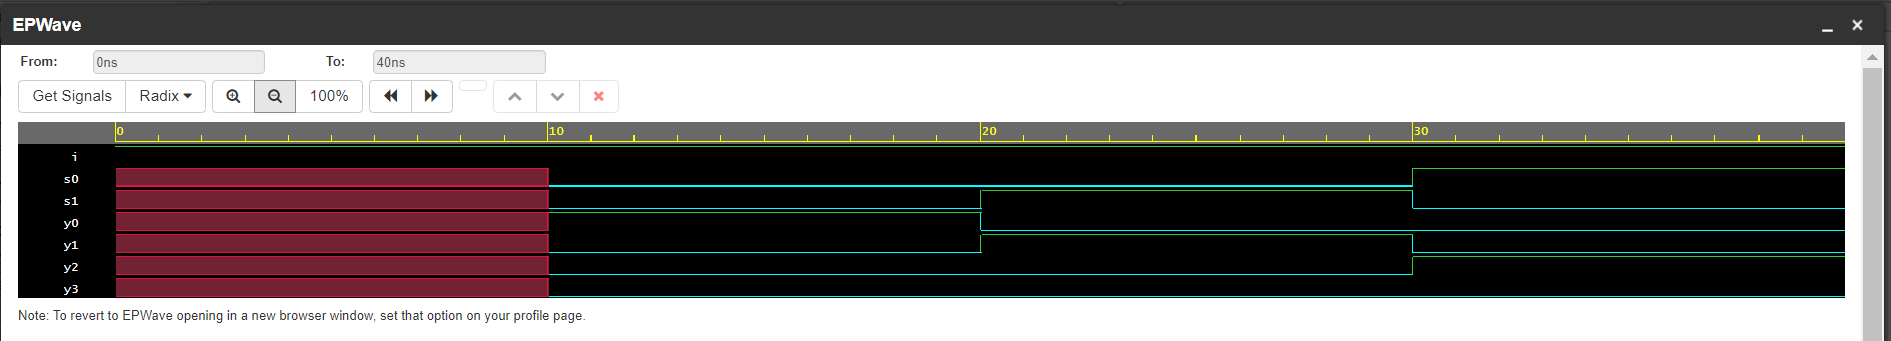 EPWave
From: 0ns To: 40ns
Get Signals Radix 100%
0 10 20 30
i
s0
s1
y0
y1
y2
y3
Note: To revert to EPWave opening in a new browser window, set that option on your profile page.